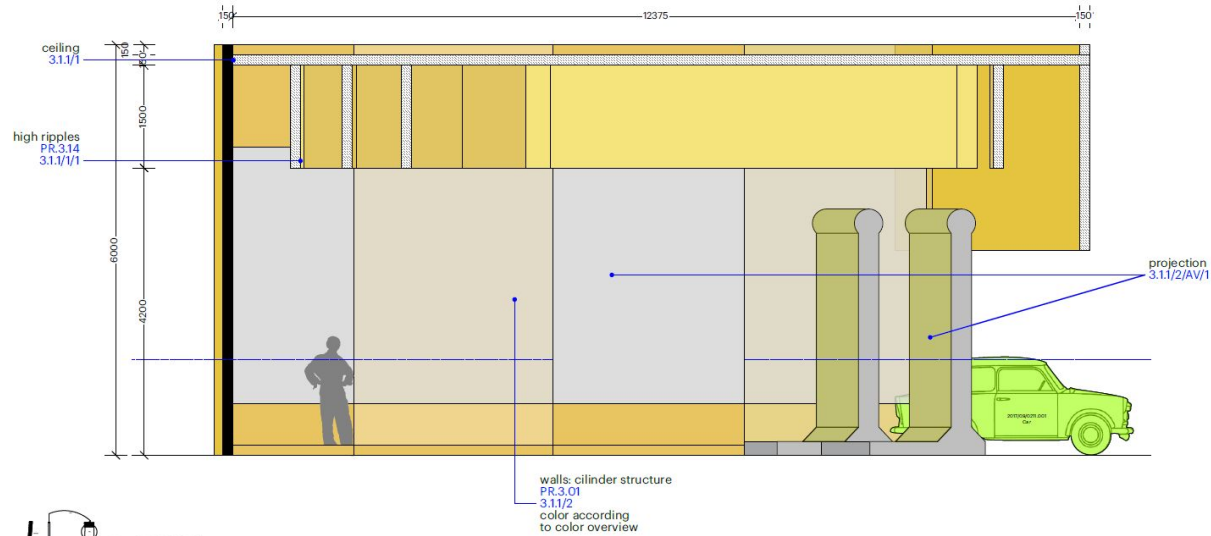 150
12375
150
ceiling
3.1.1/1
150
150
1500
high ripples
PR.3.14
3.1.1/1/1
6000
4200
projection
3.1.1/2/AV/1
Car
walls: cilinder structure
PR.3.01
3.1.1/2
color according
to color overview